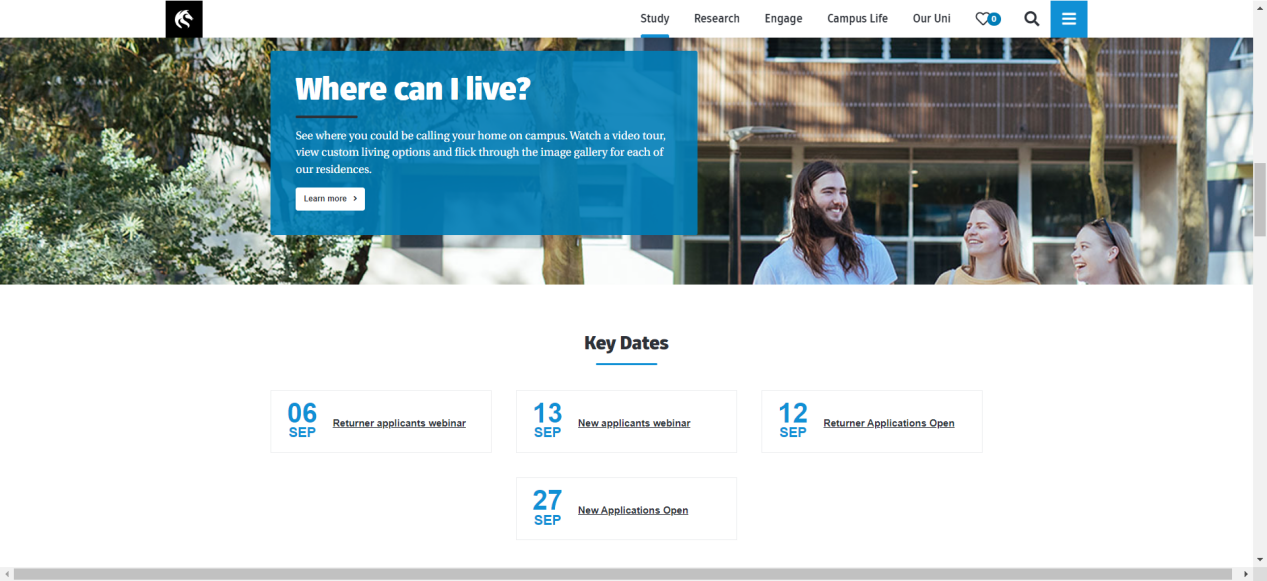 Study Research Engage Campus Life Our Uni 0
Where can I live?
See where you could be calling your home on campus. Watch a video tour,
view custom living options and flick through the image gallery for each of
our residences.
Learn more
Key Dates
06
SEP
Returner applicants webinar
13
SEP
New applicants webinar
12
SEP
Returner Applications Open
27
SEP
New Applications Open